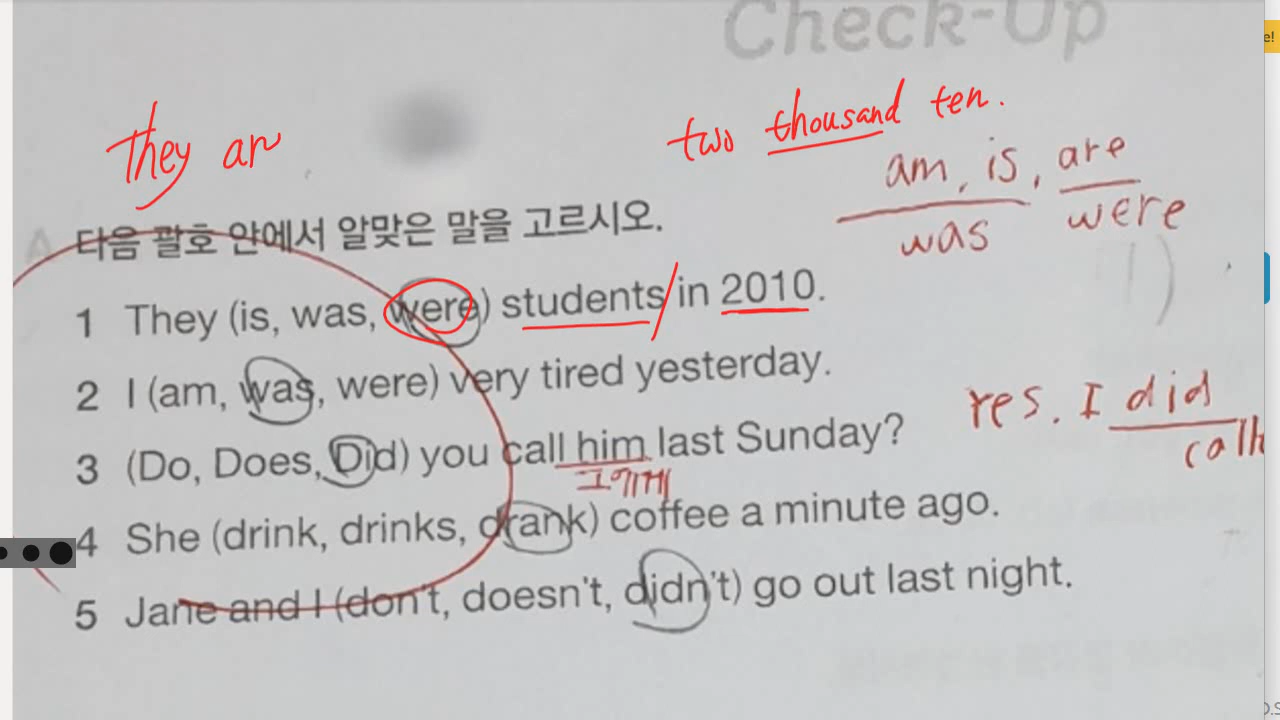 Check-Up
They ar
two thousand ten.
am, is, are
was were
다음 괄호 안에서 알맞은 말을 고르시오.
1 They (is, was, were) students / in 2010.
2 I (am, was, were) very tired yesterday.
3 (Do, Does, Did) you call him last Sunday?
그에게
Yes. I did
call
4 She (drink, drinks, drank) coffee a minute ago.
5 Jane and I (don't, doesn't, didn't) go out last night.